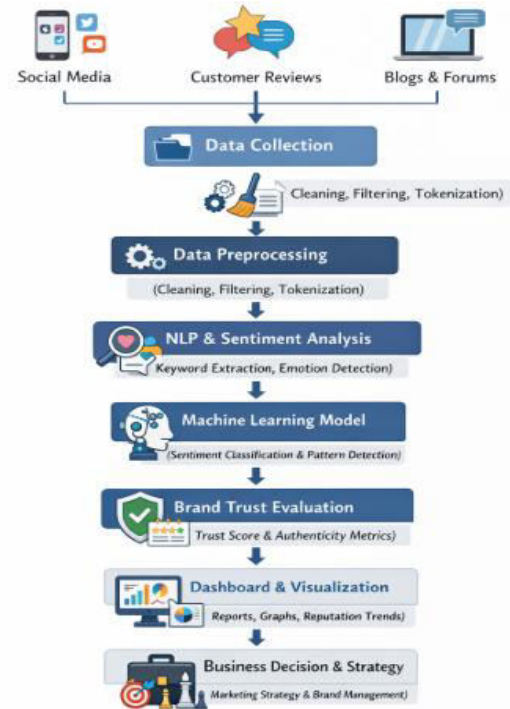 Social Media
Customer Reviews
Blogs & Forums
Data Collection
Cleaning, Filtering, Tokenization)
Data Preprocessing
(Cleaning, Filtering, Tokenization)
NLP & Sentiment Analysis
Keyword Extraction, Emotion Detection)
Machine Learning Model
(Sentiment Classification & Pattern Detection)
Brand Trust Evaluation
Trust Score & Authenticity Metrics)
Dashboard & Visualization
Reports, Graphs, Reputation Trends)
Business Decision & Strategy
Marketing Strategy & Brand Management)